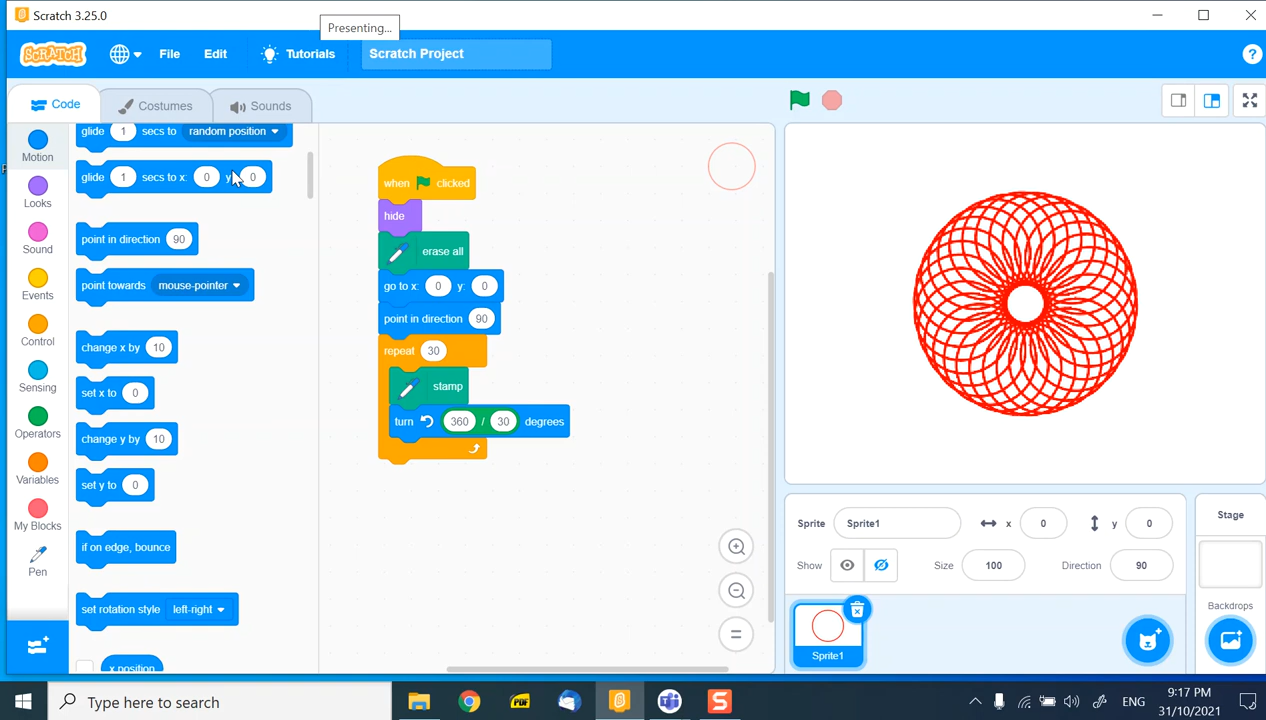 Scratch 3.25.0
Presenting...
SCRATCH
File
Edit
Tutorials
Scratch Project
?
Code
Costumes
Sounds
Motion
Looks
Sound
Events
Control
Sensing
Operators
Variables
My Blocks
Pen
glide 1 secs to random position
glide 1 secs to x: 0 y: 0
point in direction 90
point towards mouse-pointer
change x by 10
set x to 0
change y by 10
set y to 0
if on edge, bounce
set rotation style left-right
x position
when clicked
hide
erase all
go to x: 0 y: 0
point in direction 90
repeat 30
stamp
turn 360 / 30 degrees
Sprite Sprite1 x 0 y 0
Show Size 100 Direction 90
Sprite1
Stage
Backdrops
Type here to search
PDF
ENG
9:17 PM
31/10/2021